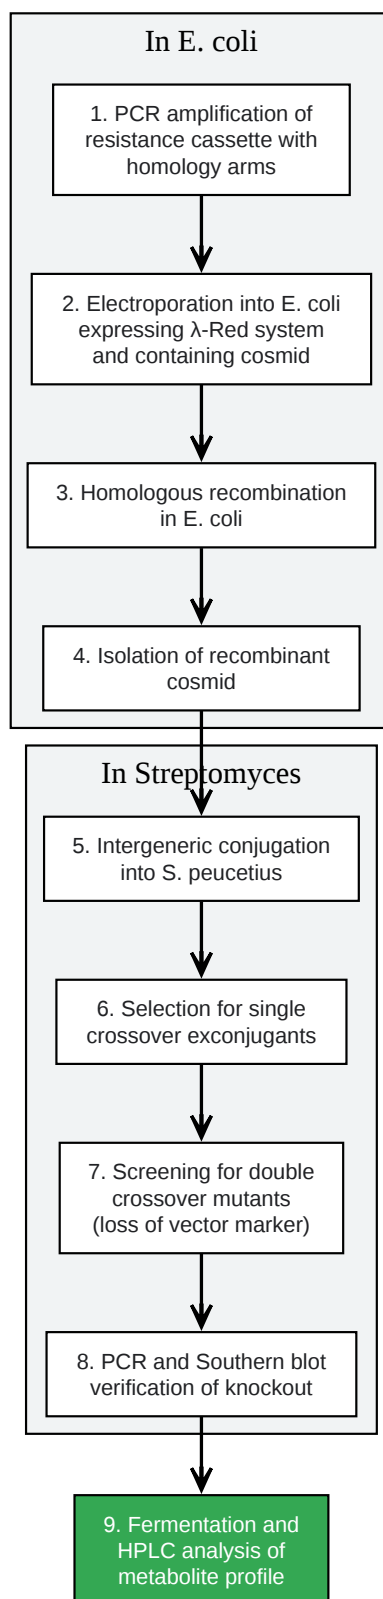 In E. coli
1. PCR amplification of
resistance cassette with
homology arms
2. Electroporation into E. coli
expressing λ-Red system
and containing cosmid
3. Homologous recombination
in E. coli
4. Isolation of recombinant
cosmid
In Streptomyces
5. Intergeneric conjugation
into S. peucetius
6. Selection for single
crossover exconjugants
7. Screening for double
crossover mutants
(loss of vector marker)
8. PCR and Southern blot
verification of knockout
9. Fermentation and
HPLC analysis of
metabolite profile